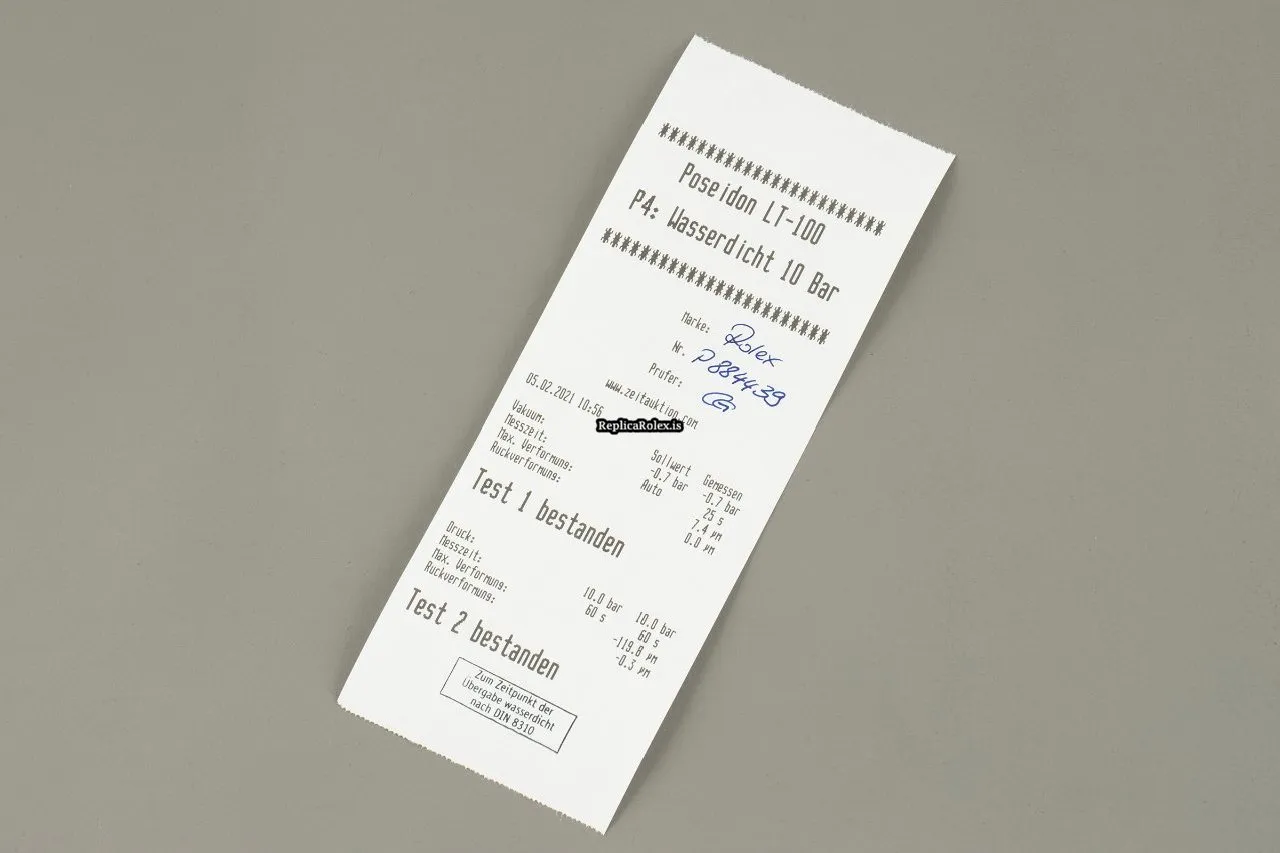 ************************
Poseidon LT-100
P4: Wasserdicht 10 Bar
************************
Marke: Rolex
Nr. P884439
Prufer:
www.zeitauktion.com
05.02.2021 10:56
ReplicaRolex.is
Sollwert Gemessen
Vakuum: -0.7 bar -0.7 bar
Messzeit: Auto 25 s
Max. Verformung: 7.4 µm
Ruckverformung: 0.0 µm
Test 1 bestanden
Druck: 10.0 bar 10.0 bar
Messzeit: 60 s 60 s
Max. Verformung: -119.8 µm
Ruckverformung: -0.3 µm
Test 2 bestanden
Zum Zeitpunkt der
Übergabe wasserdicht
nach DIN 8310